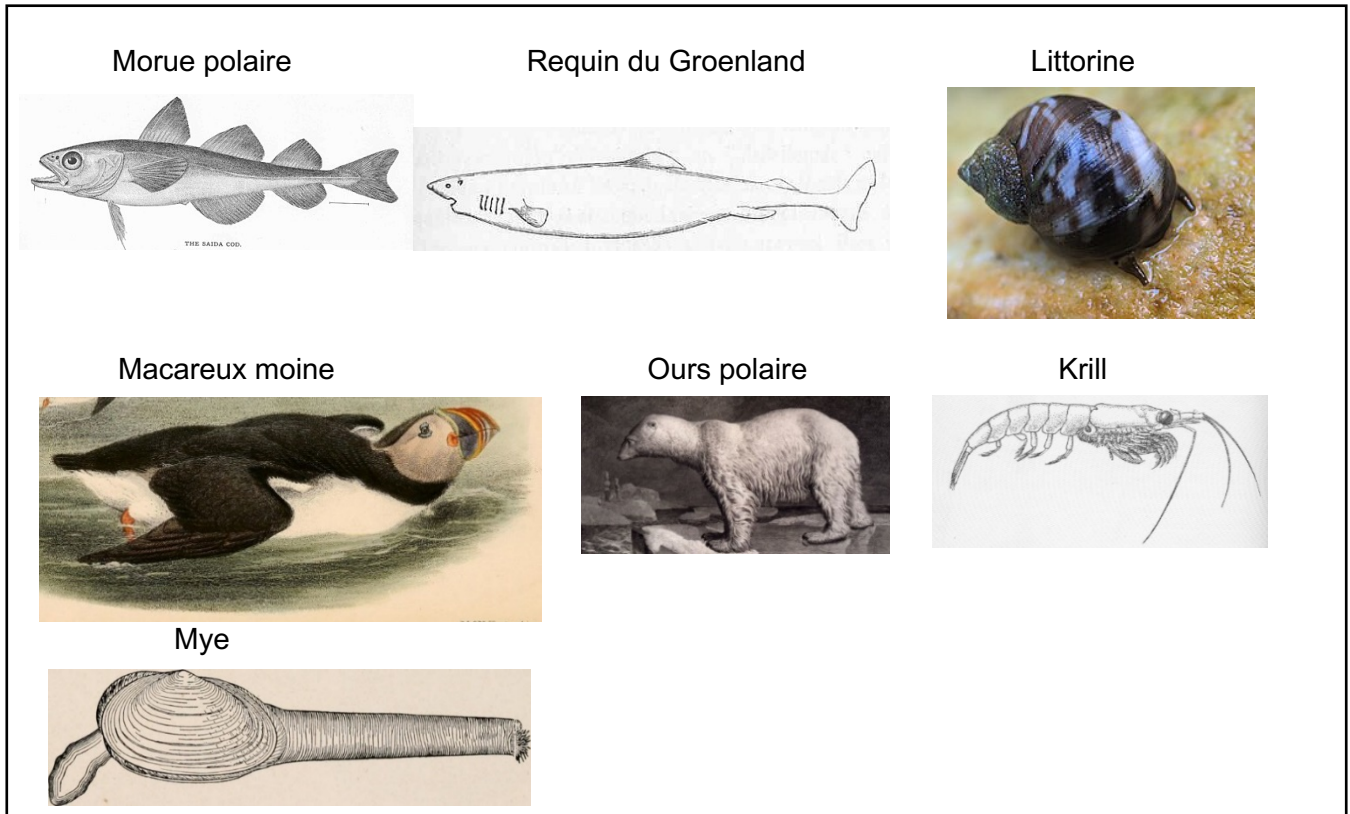 Morue polaire
Requin du Groenland
Littorine
THE SAIDA COD.
Macareux moine
Ours polaire
Krill
Mye